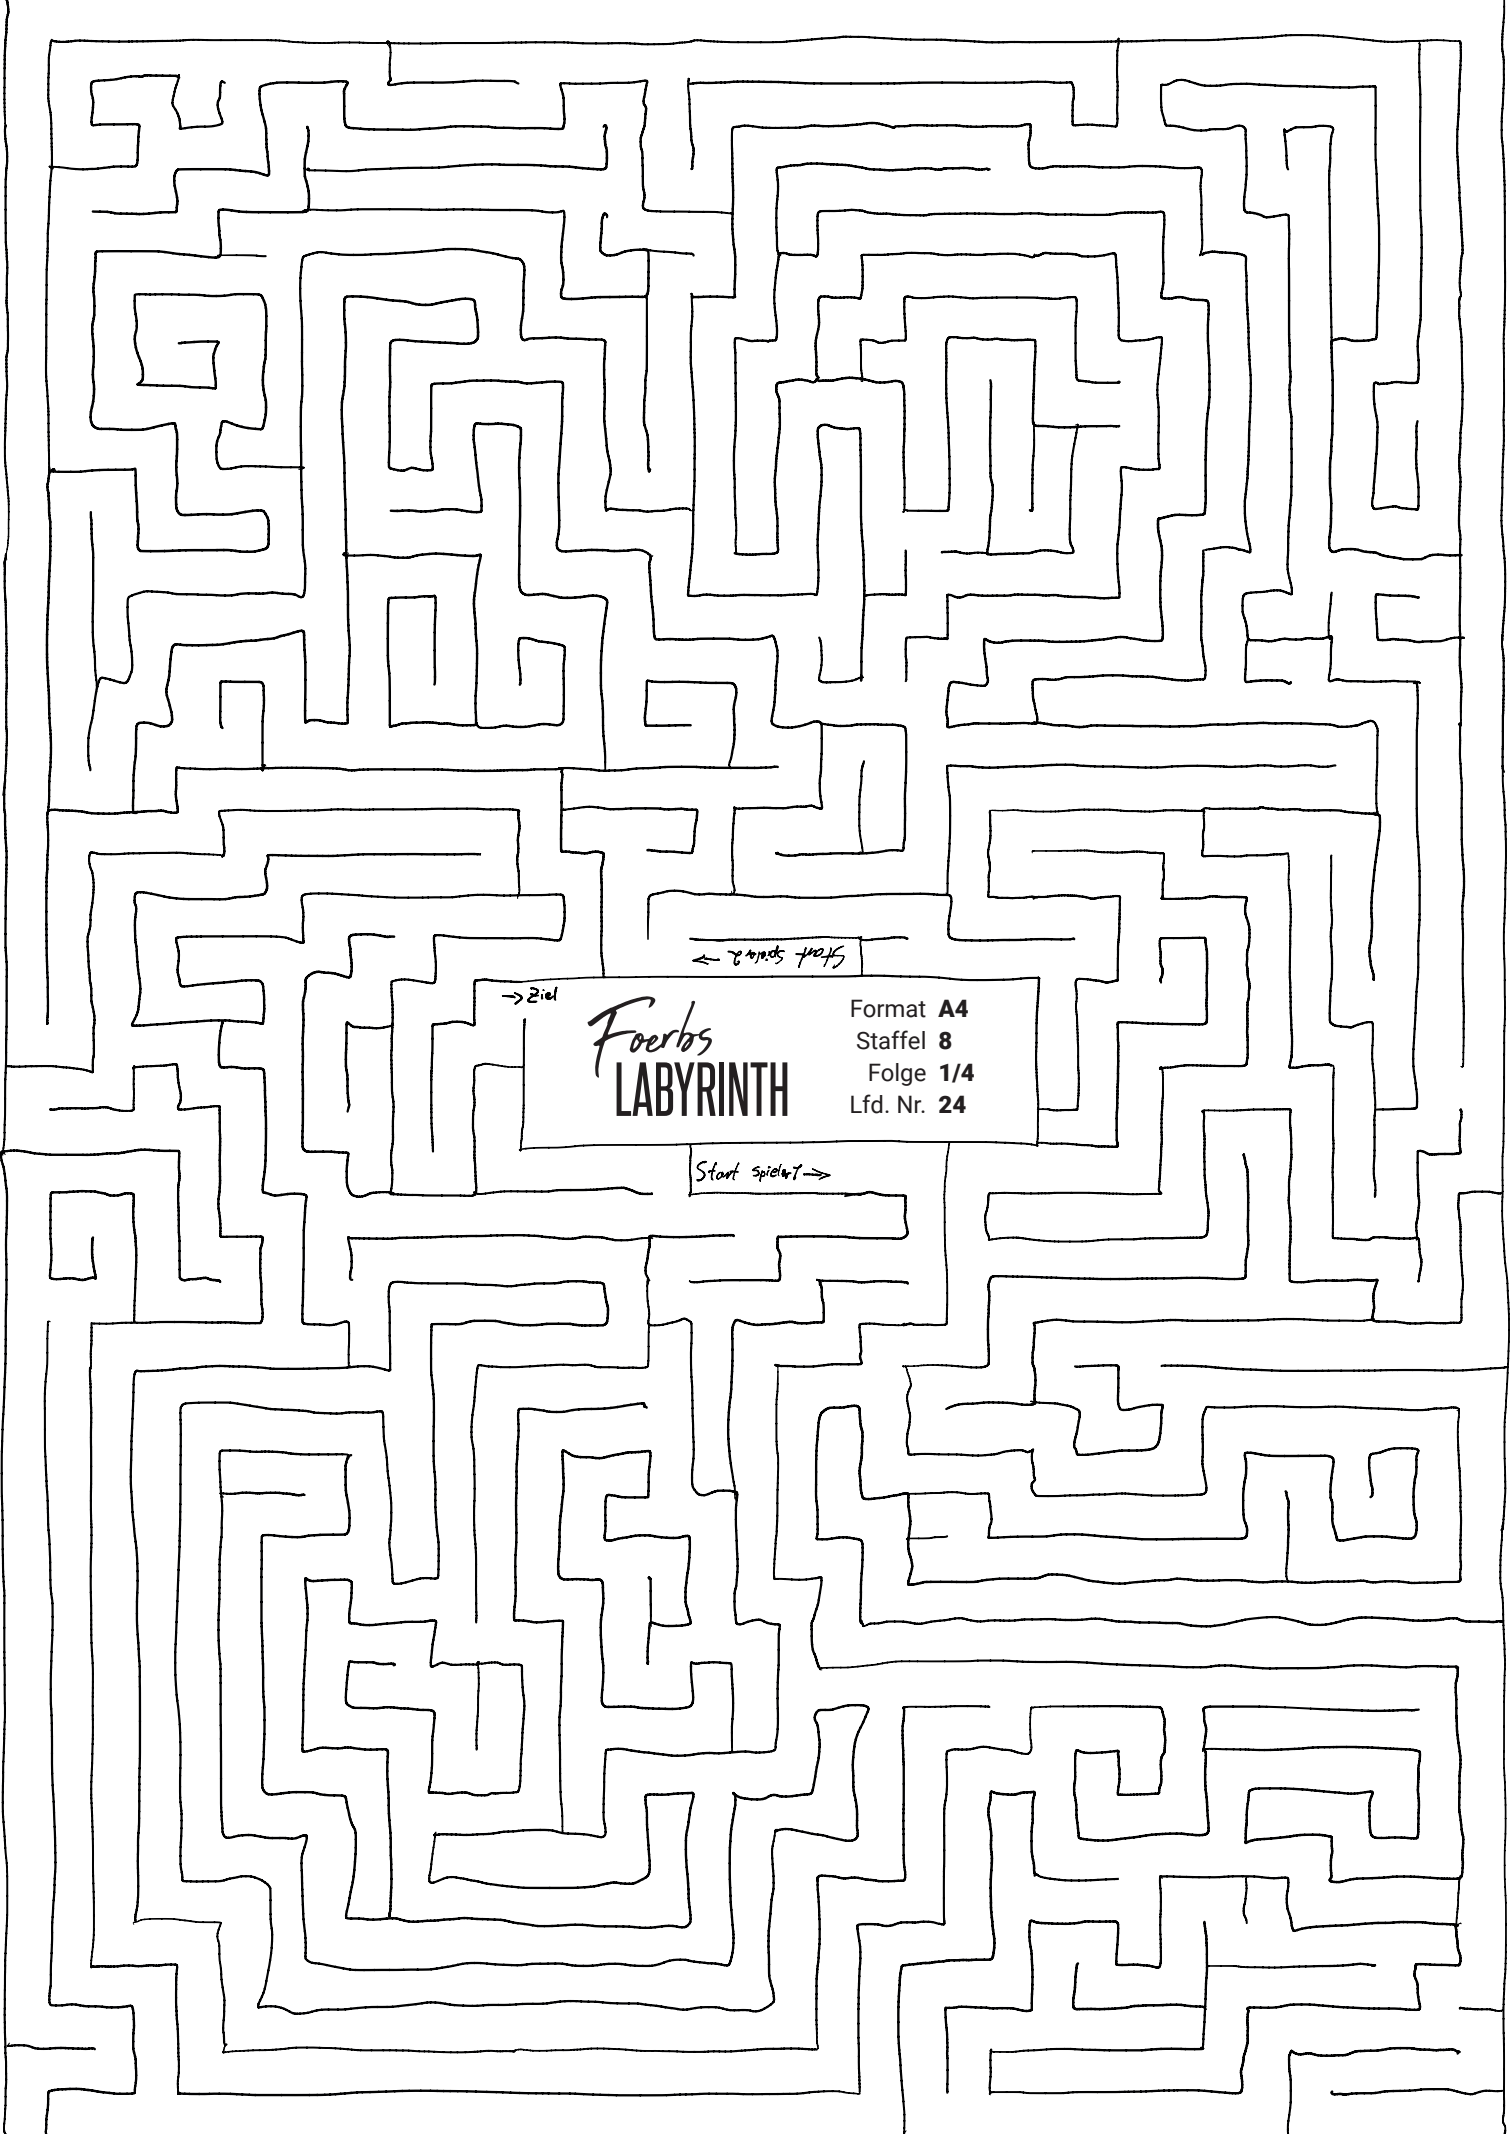 Start Spieler 2 →
→ Ziel
Foerbs
LABYRINTH
Format A4
Staffel 8
Folge 1/4
Lfd. Nr. 24
Start Spieler 1 →